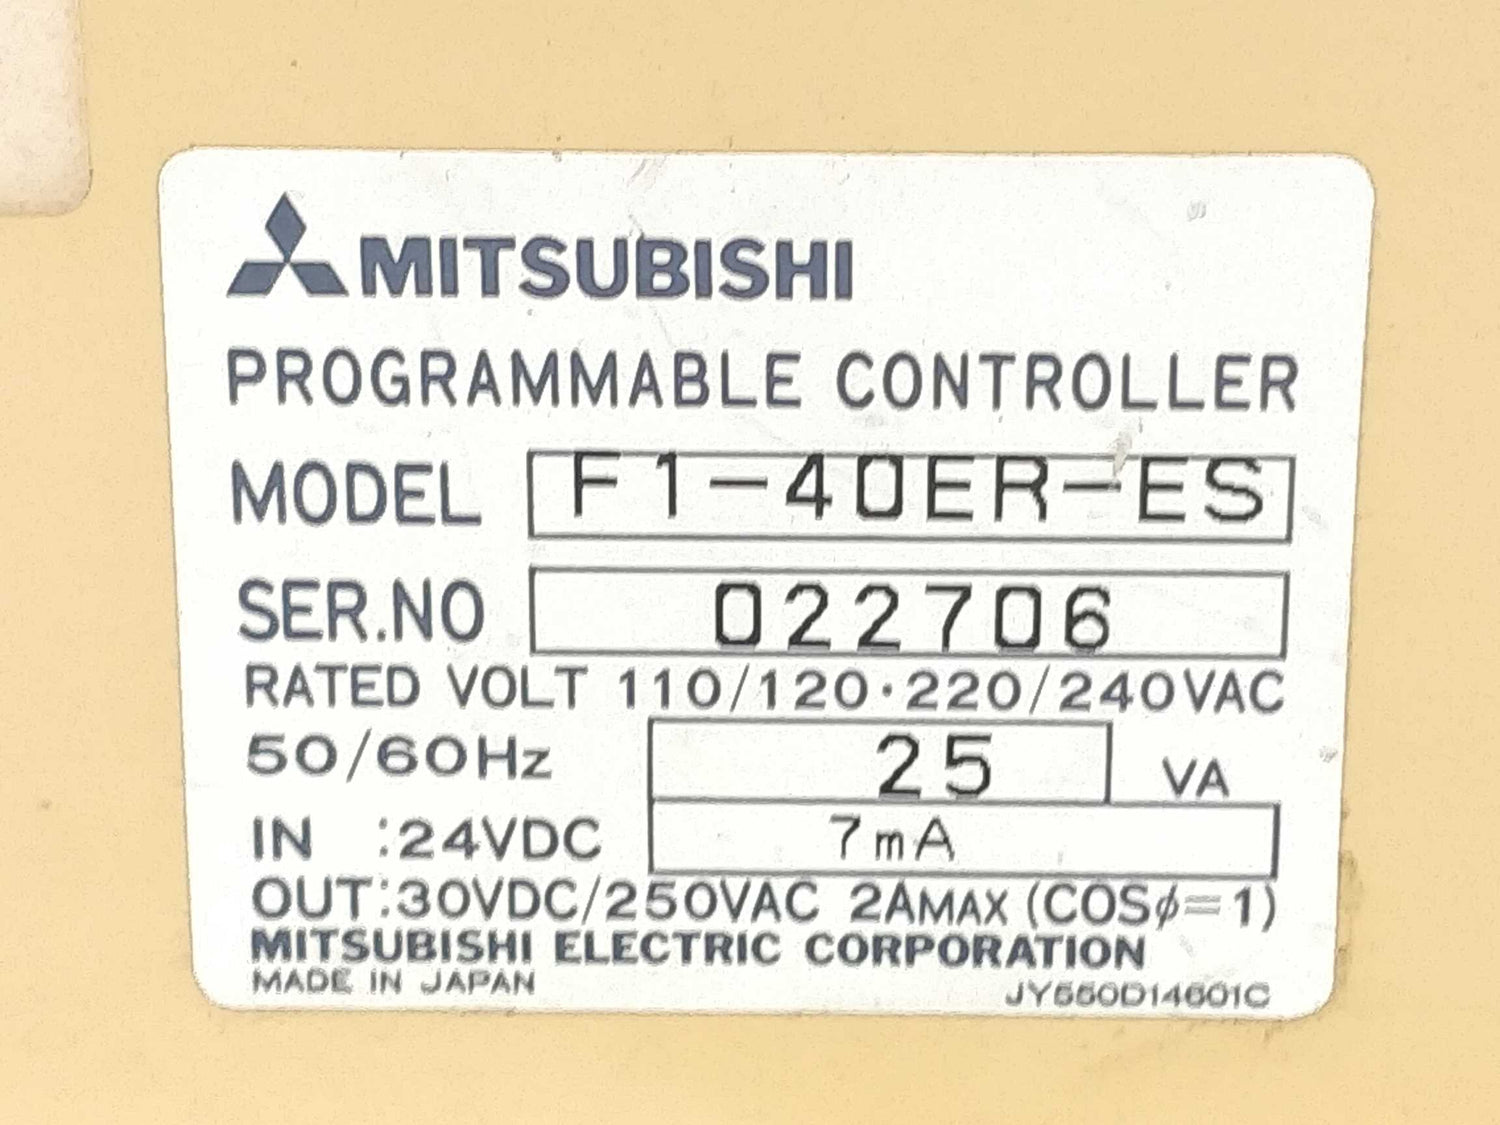 MITSUBISHI
PROGRAMMABLE CONTROLLER
MODEL F1-40ER-ES
SER.NO 022706
RATED VOLT 110/120·220/240VAC
50/60Hz 25 VA
IN :24VDC 7mA
OUT:30VDC/250VAC 2AMAX (COSϕ=1)
MITSUBISHI ELECTRIC CORPORATION
MADE IN JAPAN